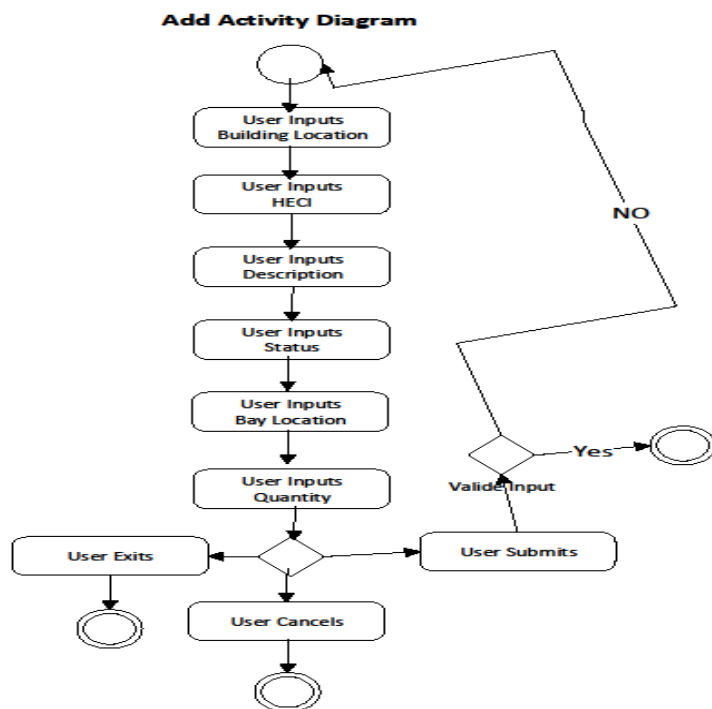 Add Activity Diagram
User Inputs
Building Location
User Inputs
HECI
NO
User Inputs
Description
User Inputs
Status
User Inputs
Bay Location
Yes
User Inputs
Quantity
Valide Input
User Exits
User Submits
User Cancels